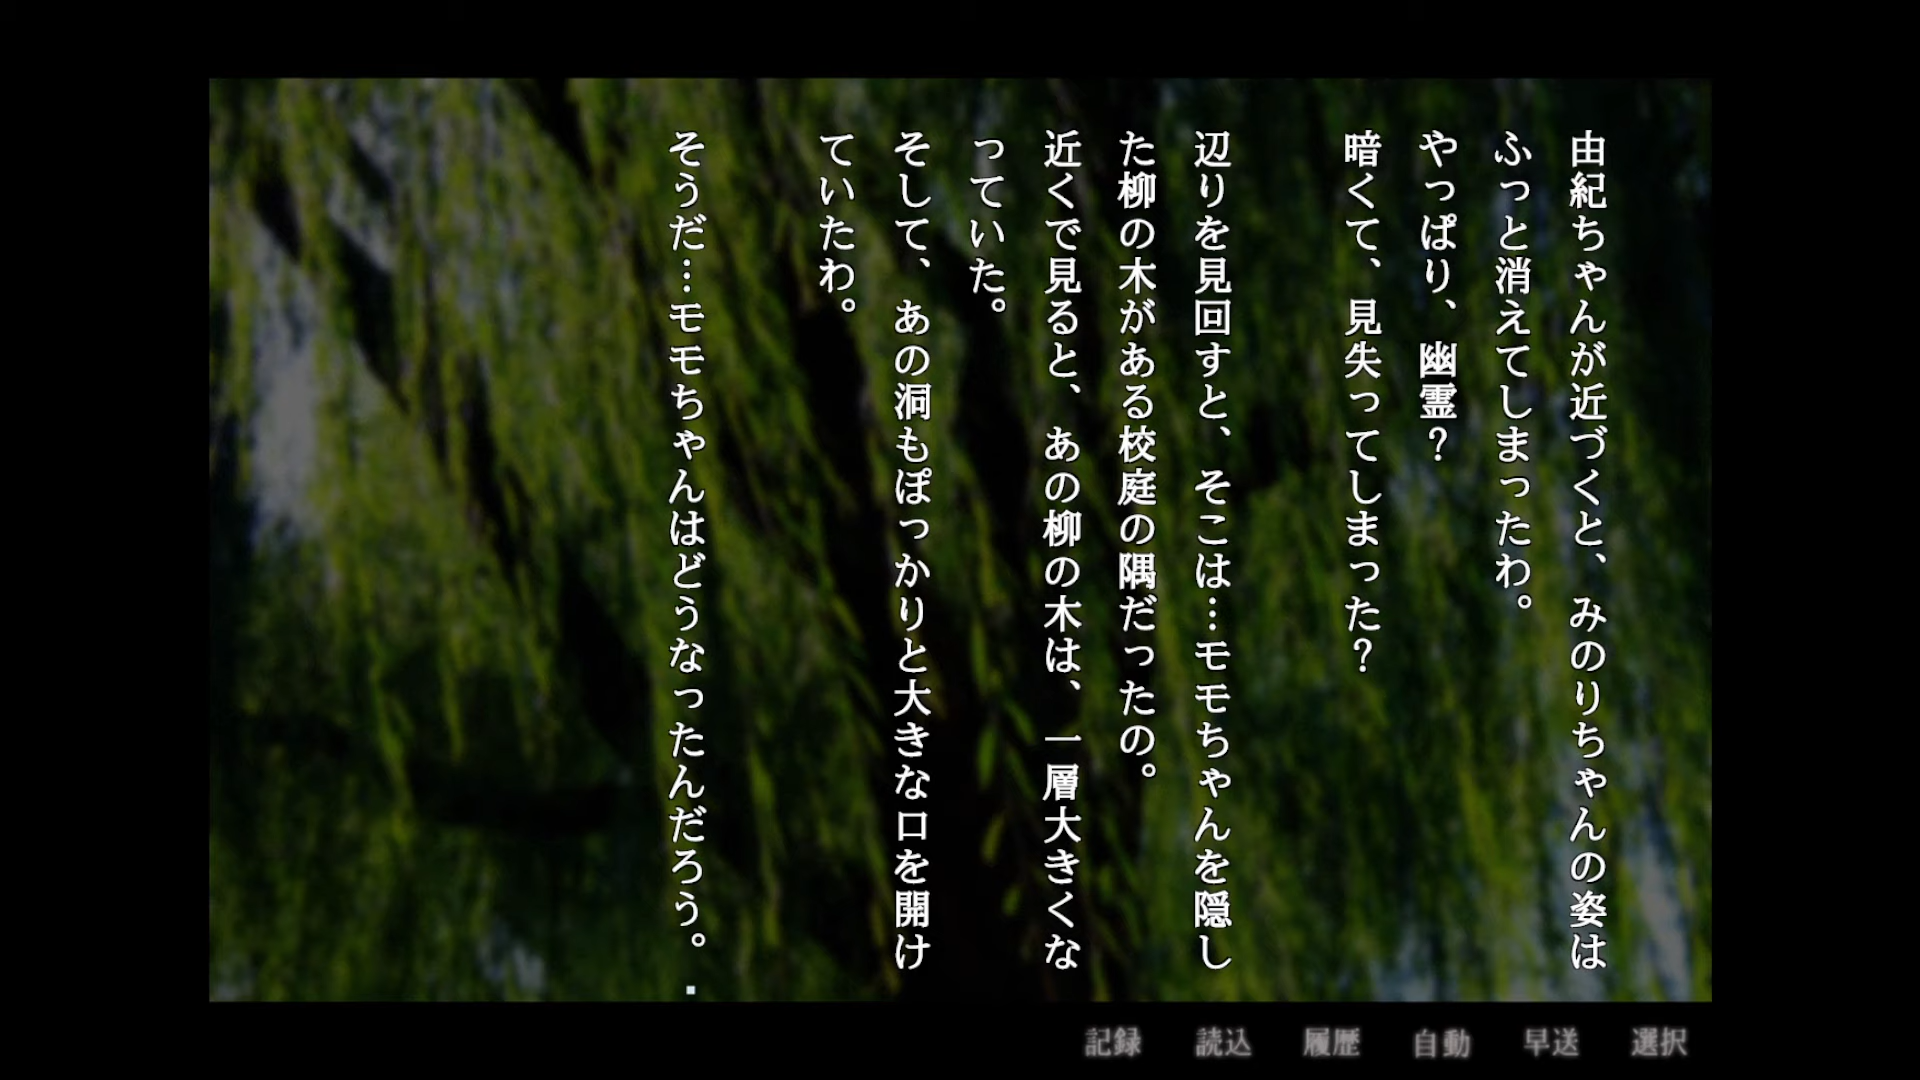 由紀ちゃんが近づくと、みのりちゃんの姿は
ふっと消えてしまったわ。
やっぱり、幽霊？
暗くて、見失ってしまった？
辺りを見回すと、そこは…モモちゃんを隠し
た柳の木がある校庭の隅だったの。
近くで見ると、あの柳の木は、一層大きくな
っていた。
そして、あの洞もぽっかりと大きな口を開け
ていたわ。
そうだ…モモちゃんはどうなったんだろう。
記録 読込 履歴 自動 早送 選択